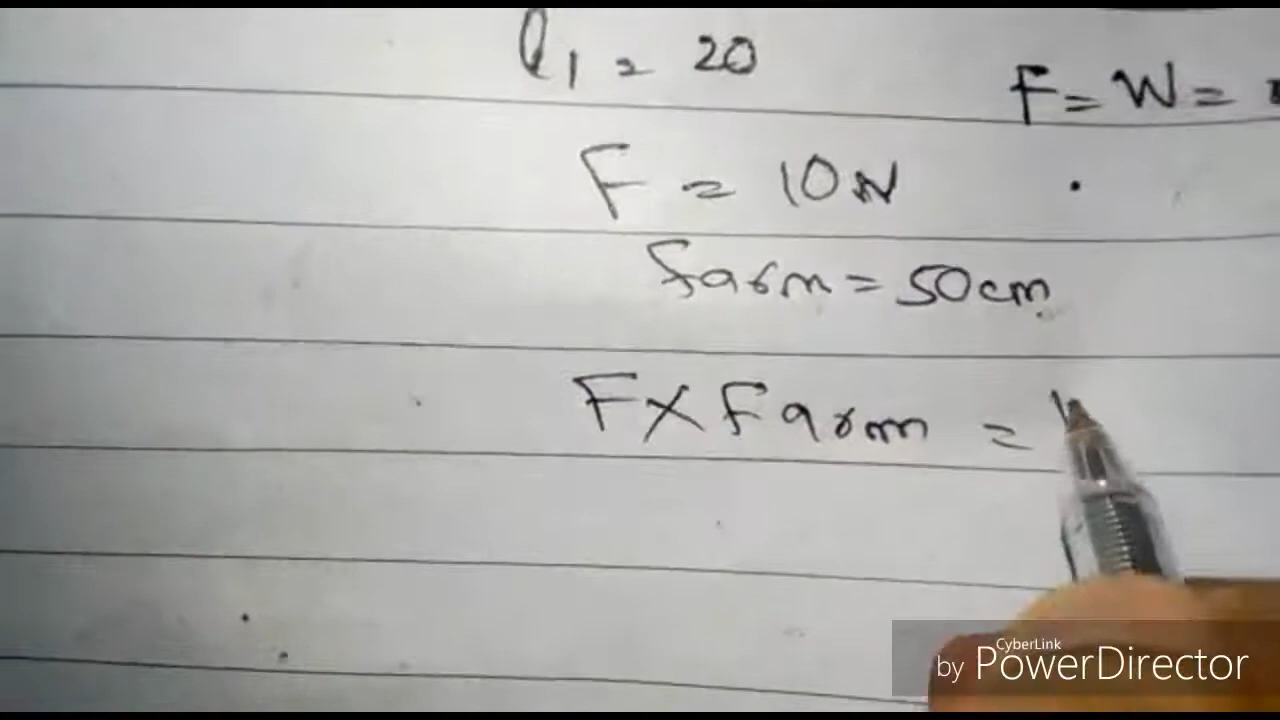 l₁ = 20
F = W =
F = 10N
Farm = 50cm
F X Farm =
CyberLink
by PowerDirector